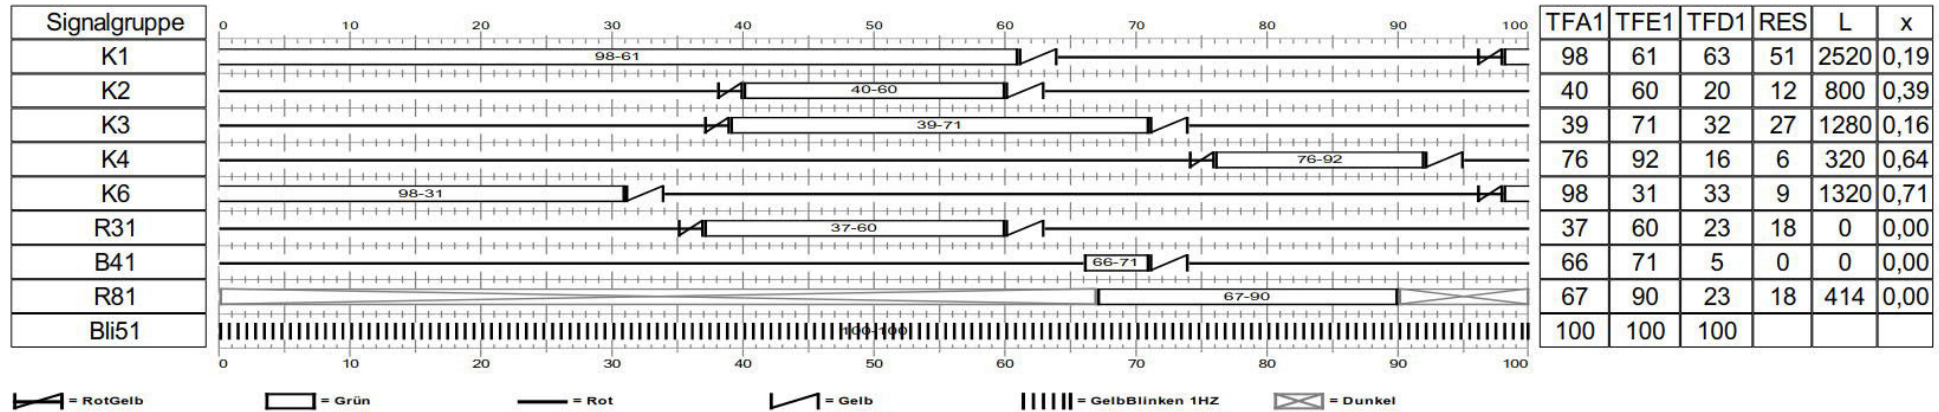 Signalgruppe 0 10 20 30 40 50 60 70 80 90 100 TFA1 TFE1 TFD1 RES L x
K1 98-61 98 61 63 51 2520 0,19
K2 40-60 40 60 20 12 800 0,39
K3 39-71 39 71 32 27 1280 0,16
K4 76-92 76 92 16 6 320 0,64
K6 98-31 98 31 33 9 1320 0,71
R31 37-60 37 60 23 18 0 0,00
B41 66-71 66 71 5 0 0 0,00
R81 67-90 67 90 23 18 414 0,00
Bli51 100-100 100 100 100
0 10 20 30 40 50 60 70 80 90 100
= RotGelb = Grün = Rot = Gelb = GelbBlinken 1HZ = Dunkel